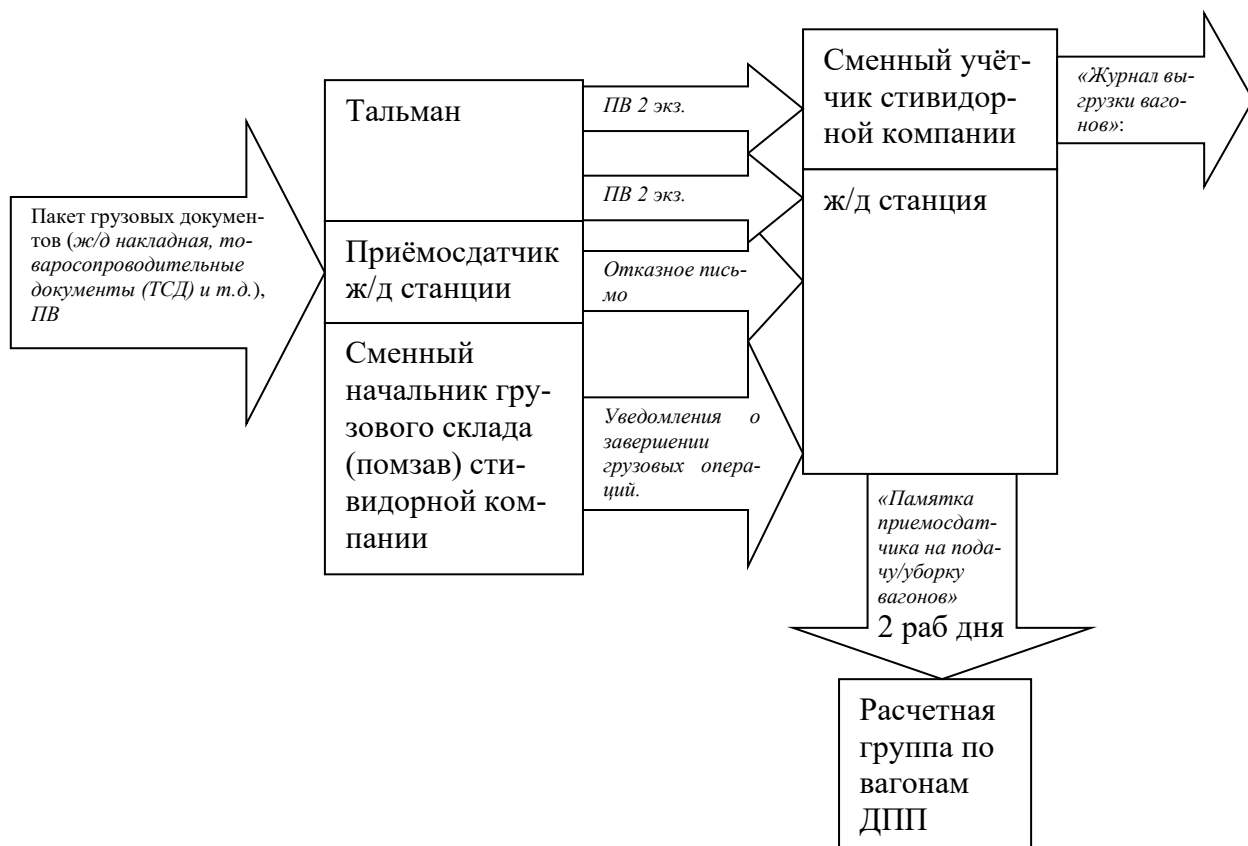 Пакет грузовых докумен-
тов (ж/д накладная, то-
варосопроводительные
документы (ТСД) и т.д.),
ПВ
Тальман
Приёмосдатчик
ж/д станции
Сменный
начальник гру-
зового склада
(помзав) сти-
видорной ком-
пании
ПВ 2 экз.
ПВ 2 экз.
Отказное пись-
мо
Уведомления о
завершении
грузовых опера-
ций.
Сменный учёт-
чик стивидор-
ной компании
ж/д станция
«Журнал вы-
грузки ваго-
нов»:
«Памятка
приемосдат-
чика на пода-
чу/уборку
вагонов»
2 раб дня
Расчетная
группа по
вагонам
ДПП